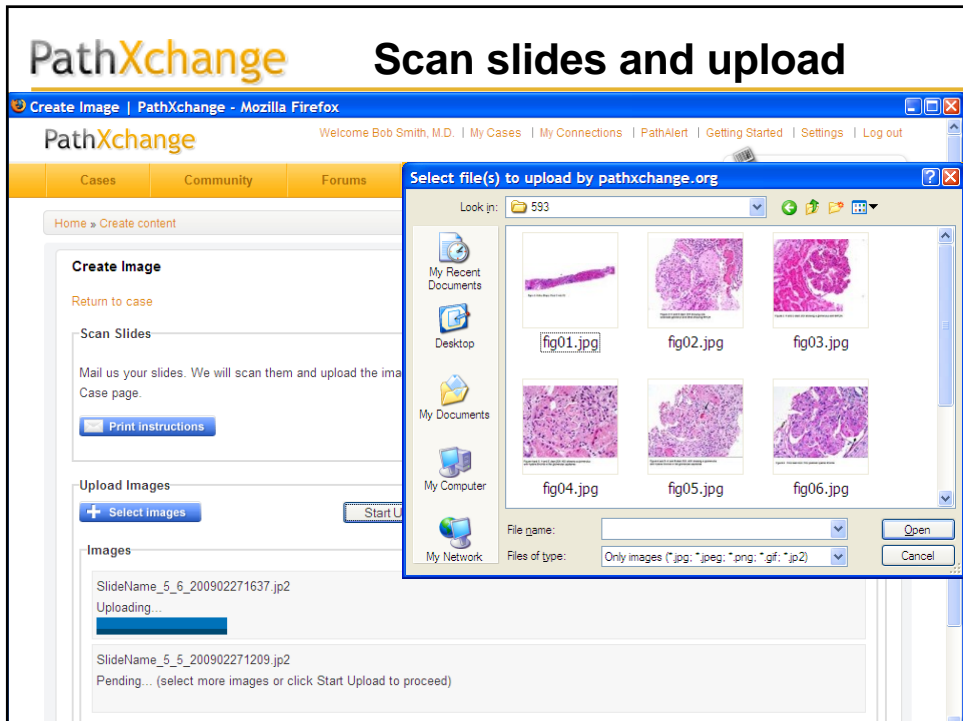 PathXchange Scan slides and upload
Create Image | PathXchange - Mozilla Firefox
PathXchange
Welcome Bob Smith, M.D. | My Cases | My Connections | PathAlert | Getting Started | Settings | Log out
Cases Community Forums
Home » Create content
Create Image
Return to case
Scan Slides
Mail us your slides. We will scan them and upload the ima
Case page.
Print instructions
Upload Images
Select images
Start U
Images
SlideName_5_6_200902271637.jp2
Uploading...
SlideName_5_5_200902271209.jp2
Pending... (select more images or click Start Upload to proceed)
Select file(s) to upload by pathxchange.org
Look in: 593
My Recent
Documents
Desktop
My Documents
My Computer
My Network
fig01.jpg fig02.jpg fig03.jpg
fig04.jpg fig05.jpg fig06.jpg
File name: Open
Files of type: Only images (*.jpg; *.jpeg; *.png; *.gif; *.jp2) Cancel